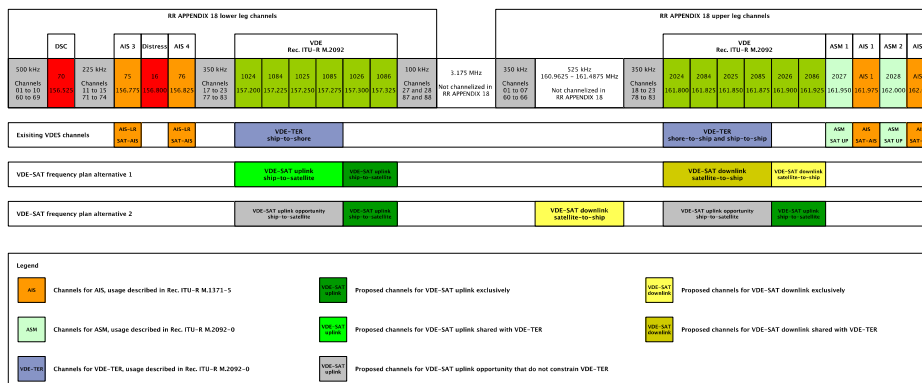 RR APPENDIX 18 lower leg channels
RR APPENDIX 18 upper leg channels
DSC
AIS 3
Distress
AIS 4
VDE
Rec. ITU-R M.2092
VDE
Rec. ITU-R M.2092
ASM 1
AIS 1
ASM 2
500 kHz
Channels
01 to 10
60 to 69
70
156.525
225 kHz
Channels
11 to 15
71 to 74
75
156.775
16
156.800
76
156.825
350 kHz
Channels
17 to 23
77 to 83
1024
157.200
1084
157.225
1025
157.250
1085
157.275
1026
157.300
1086
157.325
100 kHz
Channels
27 and 28
87 and 88
3.175 MHz
Not channelized in
RR APPENDIX 18
350 kHz
Channels
01 to 07
60 to 66
525 kHz
160.9625 - 161.4875 MHz
Not channelized in
RR APPENDIX 18
350 kHz
Channels
18 to 23
78 to 83
2024
161.800
2084
161.825
2025
161.850
2085
161.875
2026
161.900
2086
161.925
2027
161.950
AIS 1
161.975
2028
162.000
Exisiting VDES channels
AIS-LR
SAT-AIS
AIS-LR
SAT-AIS
VDE-TER
ship-to-shore
VDE-TER
shore-to-ship and ship-to-ship
ASM
SAT UP
AIS
SAT-AIS
ASM
SAT UP
VDE-SAT frequency plan alternative 1
VDE-SAT uplink
ship-to-satellite
VDE-SAT uplink
ship-to-satellite
VDE-SAT downlink
satellite-to-ship
VDE-SAT downlink
satellite-to-ship
VDE-SAT frequency plan alternative 2
VDE-SAT uplink opportunity
ship-to-satellite
VDE-SAT uplink
ship-to-satellite
VDE-SAT downlink
satellite-to-ship
VDE-SAT uplink opportunity
ship-to-satellite
VDE-SAT uplink
ship-to-satellite
Legend
AIS
Channels for AIS, usage described in Rec. ITU-R M.1371-5
VDE-SAT
uplink
Proposed channels for VDE-SAT uplink exclusively
VDE-SAT
downlink
Proposed channels for VDE-SAT downlink exclusively
ASM
Channels for ASM, usage described in Rec. ITU-R M.2092-0
VDE-SAT
uplink
Proposed channels for VDE-SAT uplink shared with VDE-TER
VDE-SAT
downlink
Proposed channels for VDE-SAT downlink shared with VDE-TER
VDE-TER
Channels for VDE-TER, usage described in Rec. ITU-R M.2092-0
VDE-SAT
uplink
Proposed channels for VDE-SAT uplink opportunity that do not constrain VDE-TER